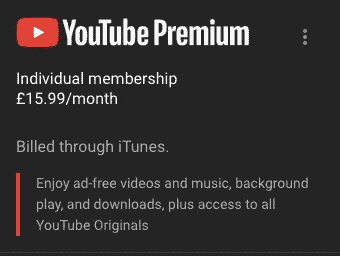 YouTube Premium
Individual membership
£15.99/month
Billed through iTunes.
Enjoy ad-free videos and music, background
play, and downloads, plus access to all
YouTube Originals